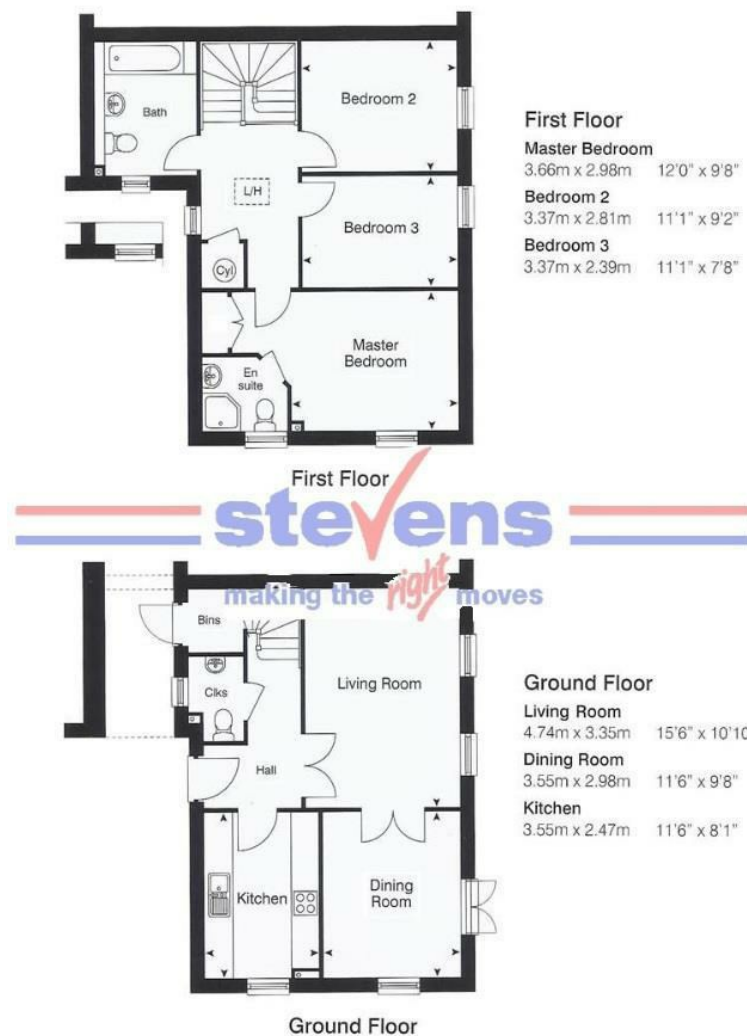 Bath
Bedroom 2
L/H
Bedroom 3
Cyl
Master
Bedroom
En
suite
First Floor
First Floor
Master Bedroom
3.66m x 2.98m 12'0" x 9'8"
Bedroom 2
3.37m x 2.81m 11'1" x 9'2"
Bedroom 3
3.37m x 2.39m 11'1" x 7'8"
stevens
making the right moves
Bins
Clks
Living Room
Hall
Kitchen
Dining
Room
Ground Floor
Ground Floor
Living Room
4.74m x 3.35m 15'6" x 10'10
Dining Room
3.55m x 2.98m 11'6" x 9'8"
Kitchen
3.55m x 2.47m 11'6" x 8'1"